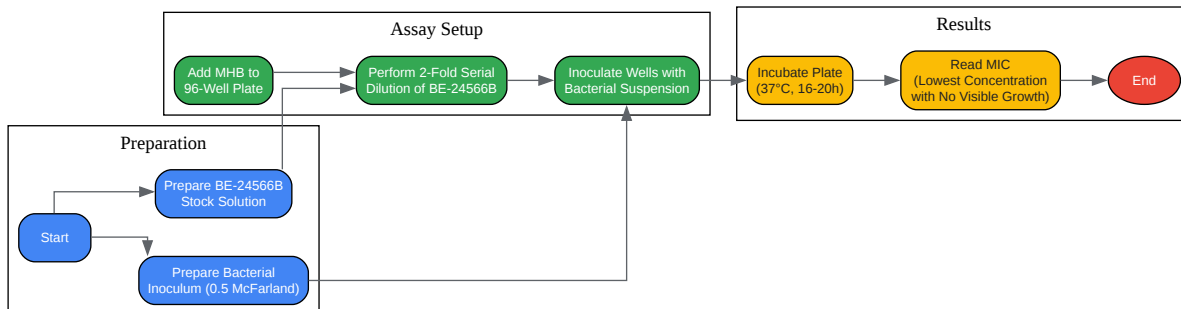 Assay Setup
Add MHB to
96-Well Plate
Perform 2-Fold Serial
Dilution of BE-24566B
Inoculate Wells with
Bacterial Suspension
Results
Incubate Plate
(37°C, 16-20h)
Read MIC
(Lowest Concentration
with No Visible Growth)
End
Preparation
Start
Prepare BE-24566B
Stock Solution
Prepare Bacterial
Inoculum (0.5 McFarland)